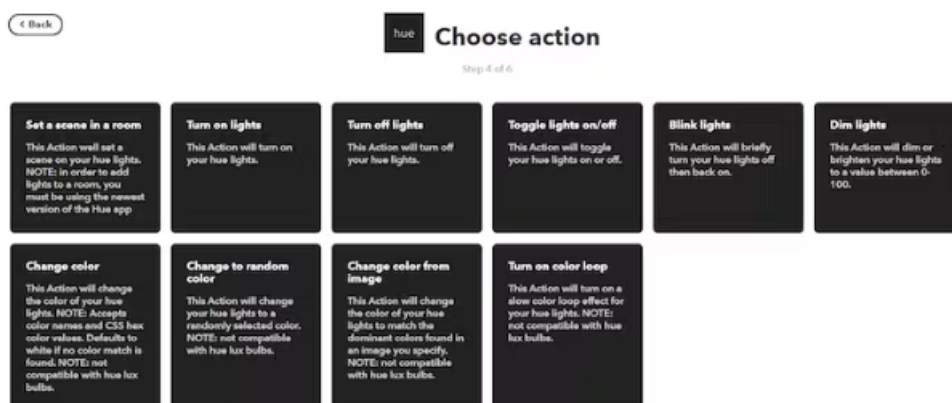 < Back
hue
Choose action
Step 4 of 6
Set a scene in a room
This Action well set a
scene on your hue lights.
NOTE: in order to add
lights to a room, you
must be using the newest
version of the Hue app
Turn on lights
This Action will turn on
your hue lights.
Turn off lights
This Action will turn off
your hue lights.
Toggle lights on/off
This Action will toggle
your hue lights on or off.
Blink lights
This Action will briefly
turn your hue lights off
then back on.
Dim lights
This Action will dim or
brighten your hue lights
to a value between 0-
100.
Change color
This Action will change
the color of your hue
lights. NOTE: Accepts
color names and CSS hex
color values. Defaults to
white if no color match is
found. NOTE: not
compatible with hue lux
bulbs.
Change to random
color
This Action will change
your hue lights to a
randomly selected color.
NOTE: not compatible
with hue lux bulbs.
Change color from
image
This Action will change
the color of your hue
lights to match the
dominant colors found in
an image you specify.
NOTE: not compatible
with hue lux bulbs.
Turn on color loop
This Action will turn on a
slow color loop effect for
your hue lights. NOTE:
not compatible with hue
lux bulbs.